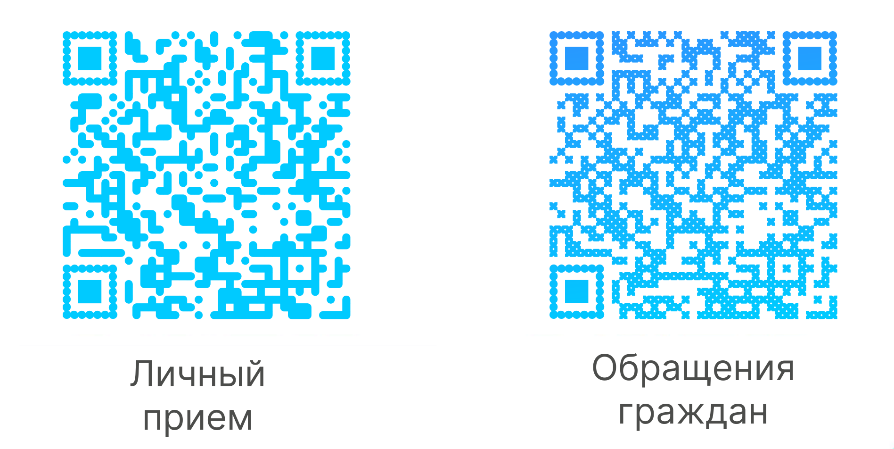 Личный
прием
Обращения
граждан